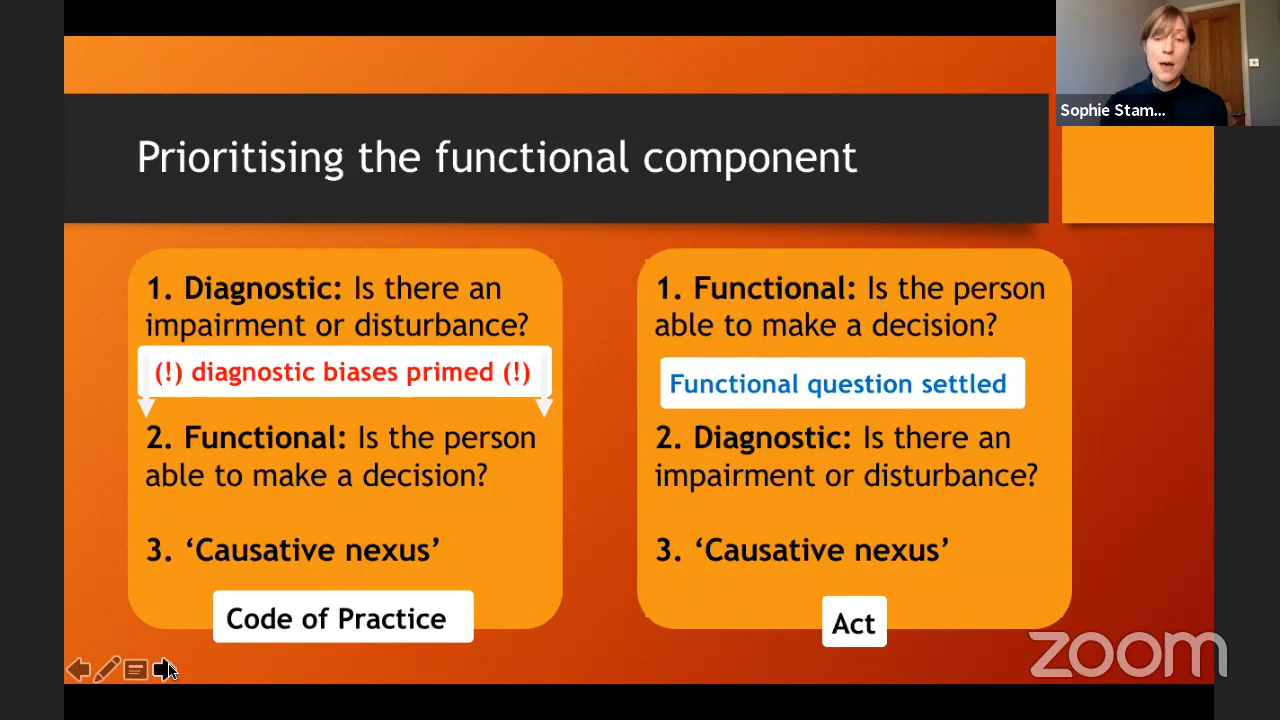 Sophie Stam...
Prioritising the functional component
1. Diagnostic: Is there an
impairment or disturbance?
(!) diagnostic biases primed (!)
2. Functional: Is the person
able to make a decision?
3. ‘Causative nexus’
Code of Practice
1. Functional: Is the person
able to make a decision?
Functional question settled
2. Diagnostic: Is there an
impairment or disturbance?
3. ‘Causative nexus’
Act
zoom